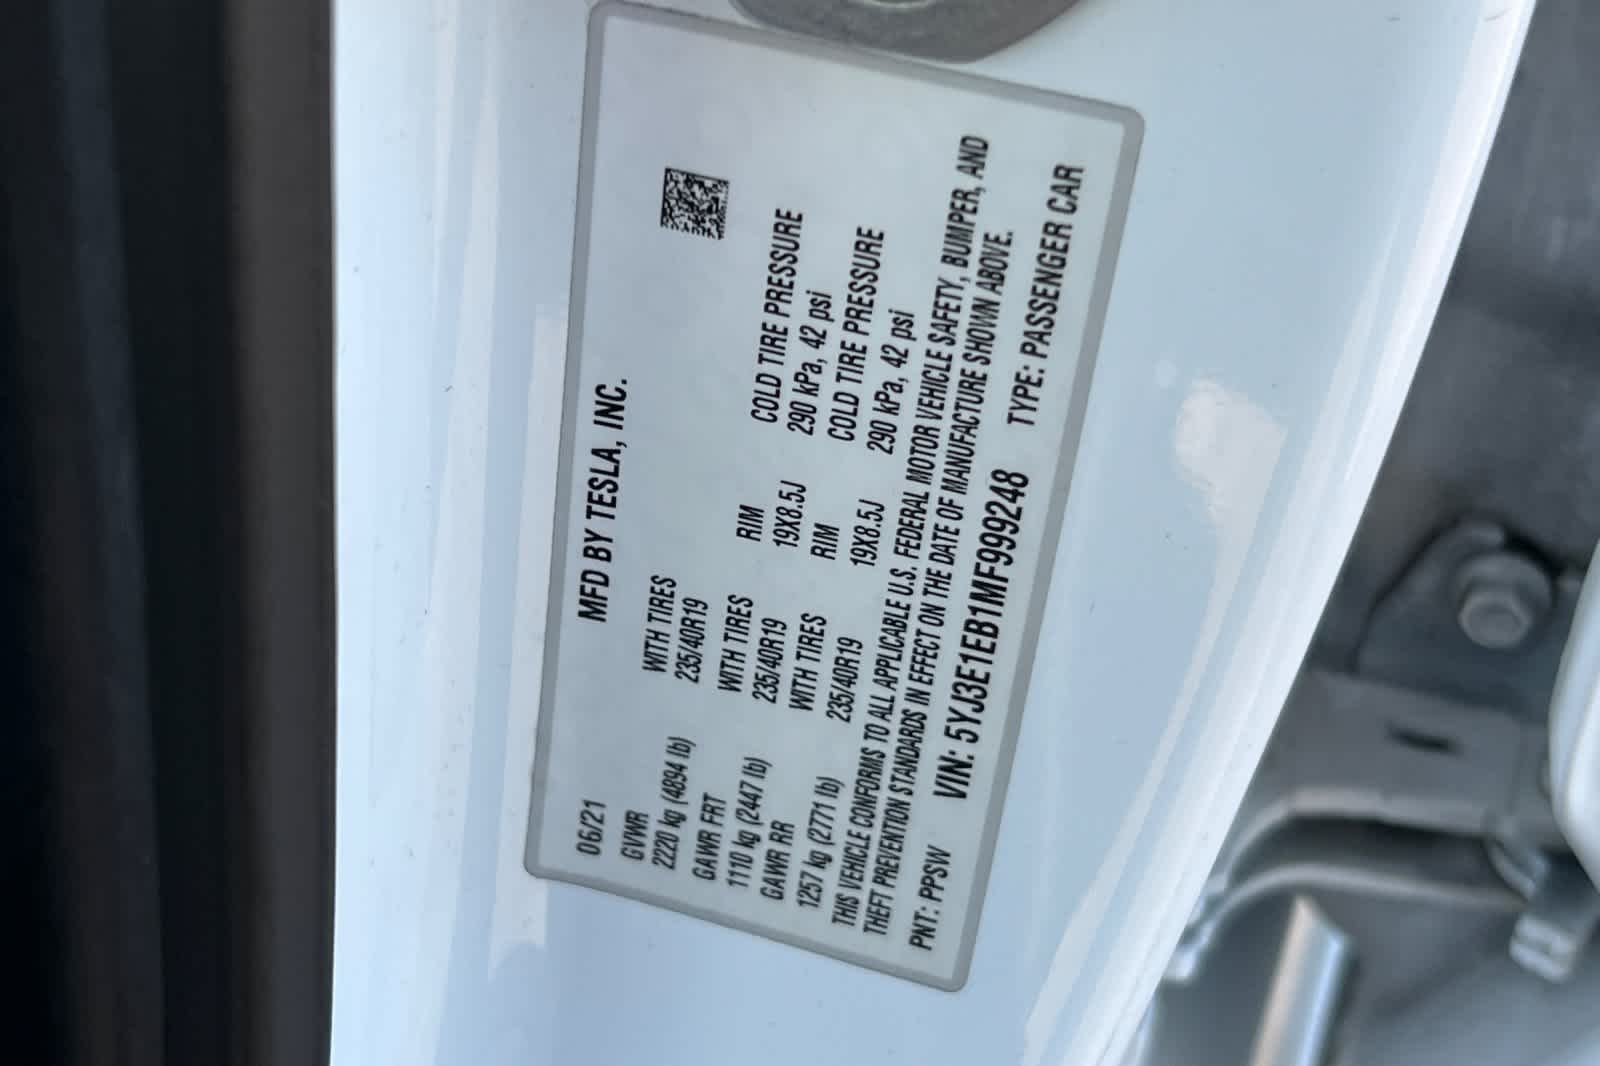 MFD BY TESLA, INC.
06/21
GVWR WITH TIRES
2220 kg (4894 lb) 235/40R19
GAWR FRT WITH TIRES RIM COLD TIRE PRESSURE
1110 kg (2447 lb) 235/40R19 19X8.5J 290 kPa, 42 psi
GAWR RR WITH TIRES RIM COLD TIRE PRESSURE
1257 kg (2771 lb) 235/40R19 19X8.5J 290 kPa, 42 psi
THIS VEHICLE CONFORMS TO ALL APPLICABLE U.S. FEDERAL MOTOR VEHICLE SAFETY, BUMPER, AND
THEFT PREVENTION STANDARDS IN EFFECT ON THE DATE OF MANUFACTURE SHOWN ABOVE.
PNT: PPSW VIN: 5YJ3E1EB1MF999248 TYPE: PASSENGER CAR